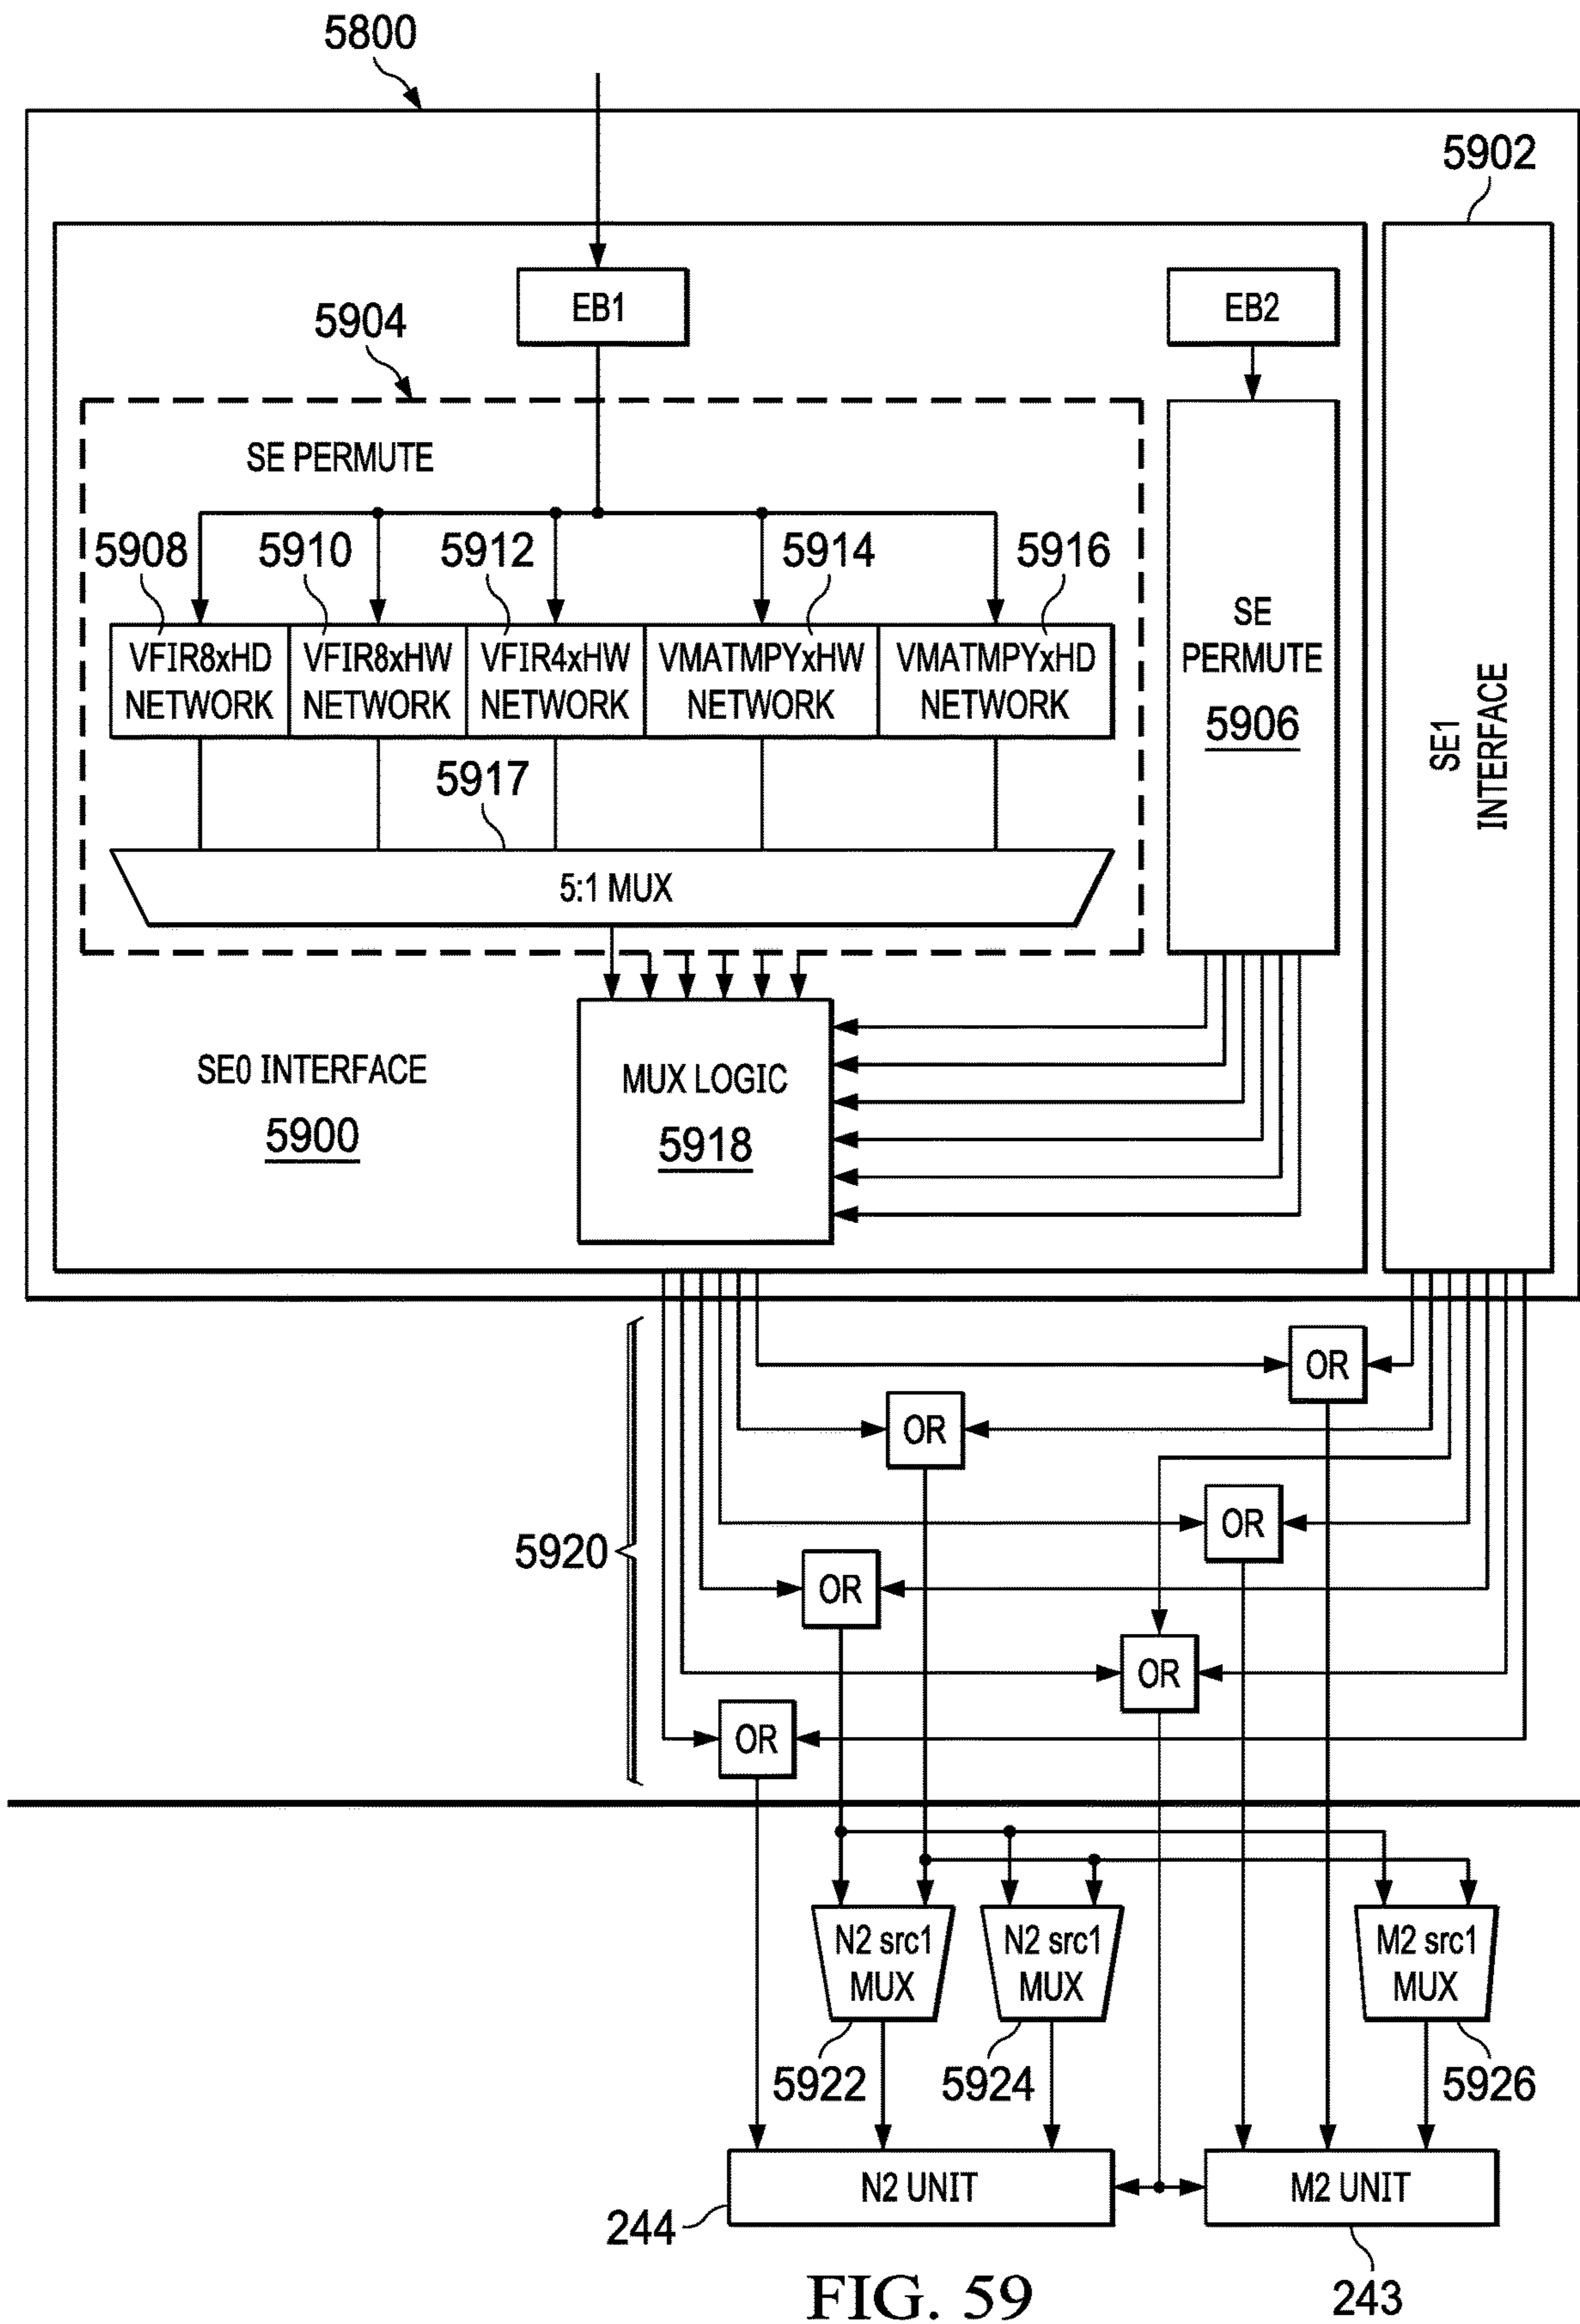 5800
5902
EB1
EB2
5904
SE PERMUTE
5908
5910
5912
5914
5916
VFIR8xHD
NETWORK
VFIR8xHW
NETWORK
VFIR4xHW
NETWORK
VMATMPYxHW
NETWORK
VMATMPYxHD
NETWORK
SE
PERMUTE
5906
SE1
INTERFACE
5917
5:1 MUX
SE0 INTERFACE
5900
MUX LOGIC
5918
OR
OR
OR
5920
OR
OR
OR
N2 src1
MUX
N2 src1
MUX
M2 src1
MUX
5922
5924
5926
N2 UNIT
M2 UNIT
244
243
FIG. 59